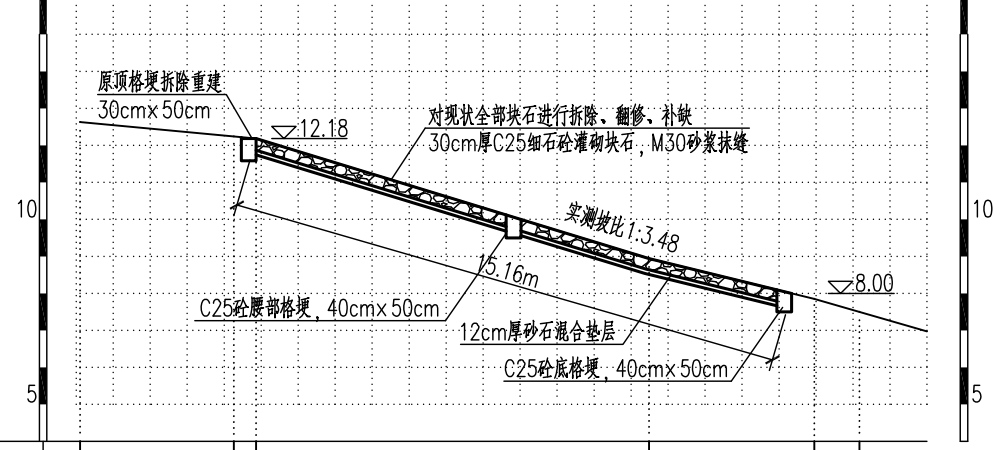 原顶格埂拆除重建
30cm×50cm
12.18
对现状全部块石进行拆除、翻修、补缺
30cm厚C25细石砼灌砌块石, M30砂浆抹缝
10
10
实测坡比1:3.48
15.16m
8.00
C25砼腰部格埂, 40cm×50cm
12cm厚砂石混合垫层
C25砼底格埂, 40cm×50cm
5
5